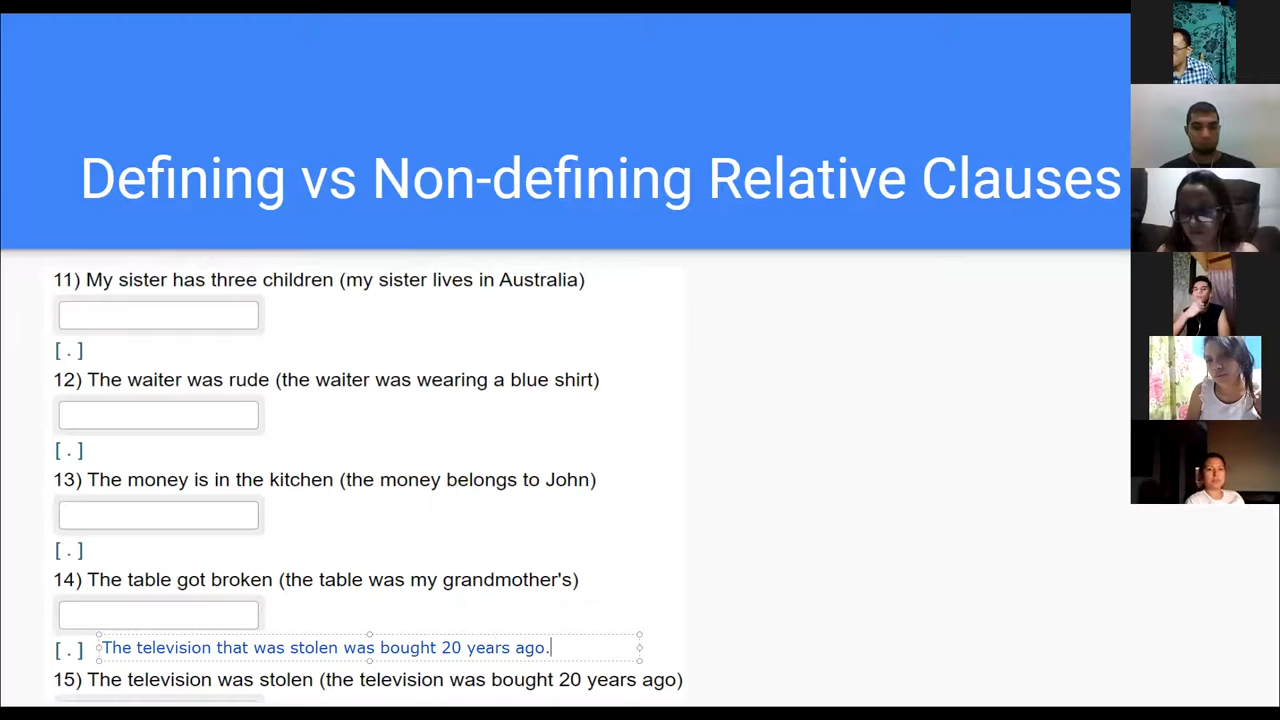 Defining vs Non-defining Relative Clauses
11) My sister has three children (my sister lives in Australia)
[ . ]
12) The waiter was rude (the waiter was wearing a blue shirt)
[ . ]
13) The money is in the kitchen (the money belongs to John)
[ . ]
14) The table got broken (the table was my grandmother's)
[ . ] The television that was stolen was bought 20 years ago.
15) The television was stolen (the television was bought 20 years ago)